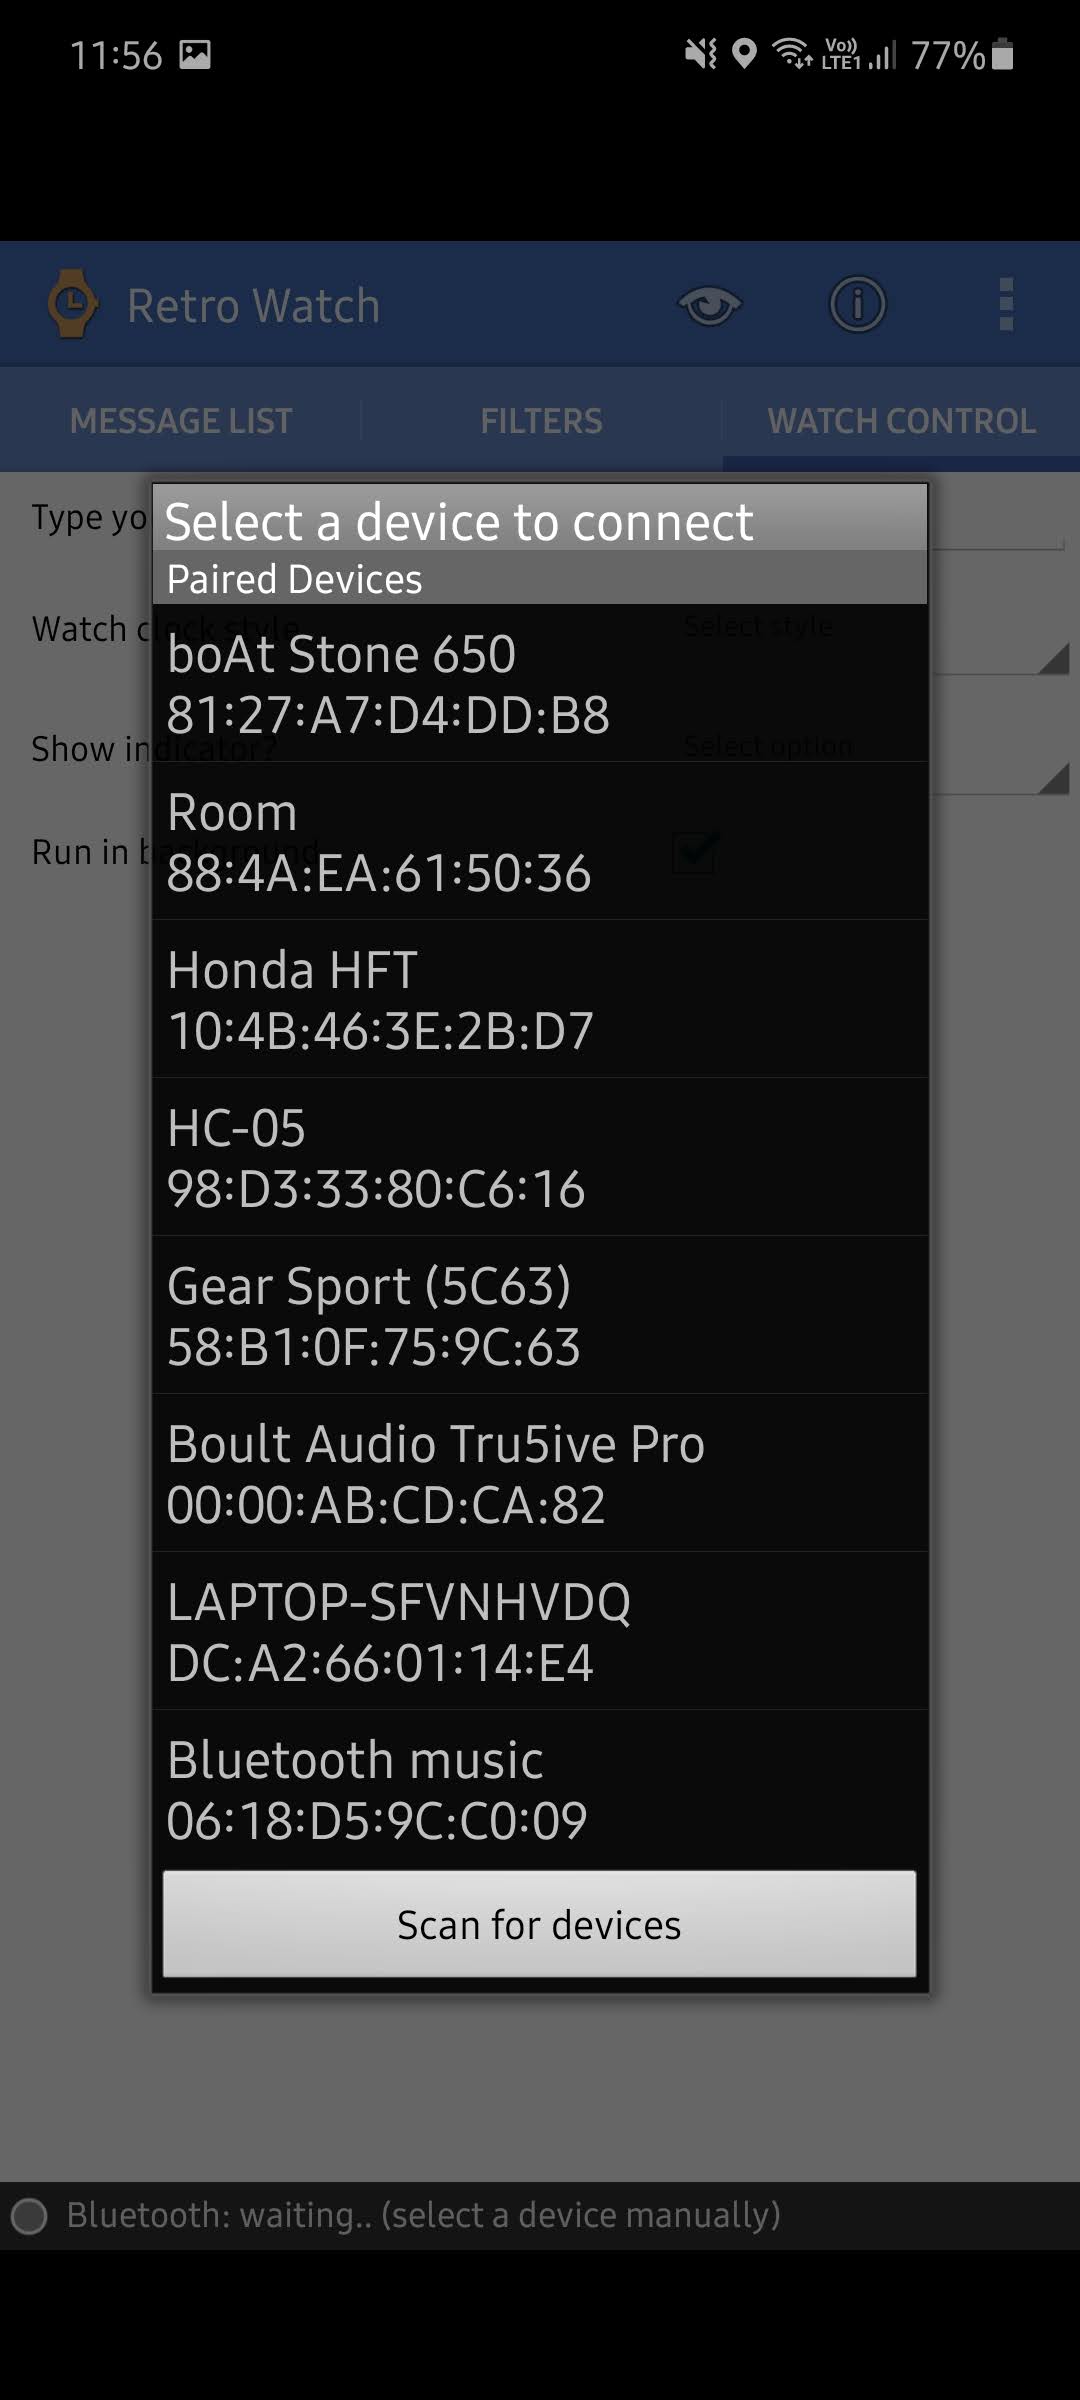 11:56
Vo)) LTE1 77%
Retro Watch
MESSAGE LIST FILTERS WATCH CONTROL
Type yo
Select a device to connect
Paired Devices
Watch clock style Select style
boAt Stone 650
81:27:A7:D4:DD:B8
Show indicator? Select option
Room
Run in background
88:4A:EA:61:50:36
Honda HFT
10:4B:46:3E:2B:D7
HC-05
98:D3:33:80:C6:16
Gear Sport (5C63)
58:B1:0F:75:9C:63
Boult Audio Tru5ive Pro
00:00:AB:CD:CA:82
LAPTOP-SFVNHVDQ
DC:A2:66:01:14:E4
Bluetooth music
06:18:D5:9C:C0:09
Scan for devices
Bluetooth: waiting.. (select a device manually)